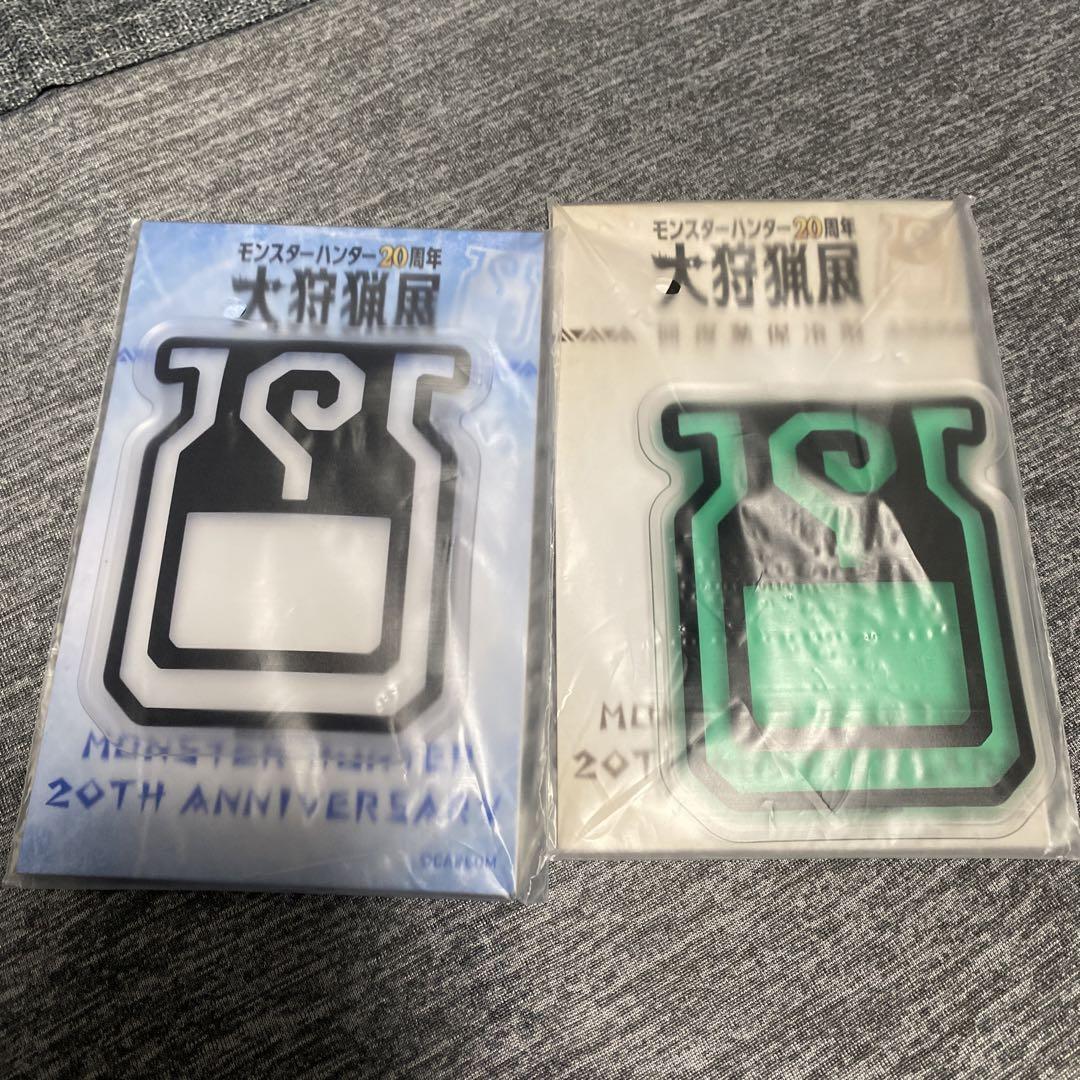 モンスターハンター20周年
大狩猟展
MONSTER HUNTER
20TH ANNIVERSARY
©CAPCOM
モンスターハンター20周年
大狩猟展
MO
20T